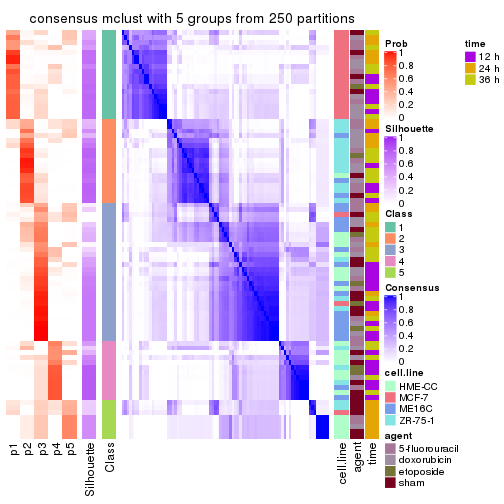 consensus mclust with 5 groups from 250 partitions
Prob
1
0.8
0.6
0.4
0.2
0
time
12 h
24 h
36 h
Silhouette
1
0.8
0.6
0.4
0.2
0
Class
1
2
3
4
5
Consensus
1
0.8
0.6
0.4
0.2
0
cell.line
HME-CC
MCF-7
ME16C
ZR-75-1
agent
5-fluorouracil
doxorubicin
etoposide
sham
p1
p2
p3
p4
p5
Silhouette
Class
cell.line
agent
time